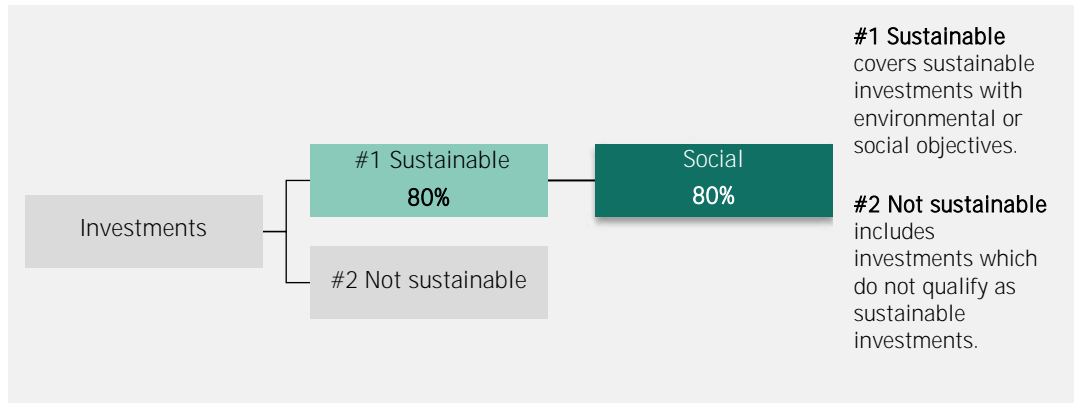 Investments
#1 Sustainable
80%
#2 Not sustainable
Social
80%
#1 Sustainable
covers sustainable
investments with
environmental or
social objectives.
#2 Not sustainable
includes
investments which
do not qualify as
sustainable
investments.